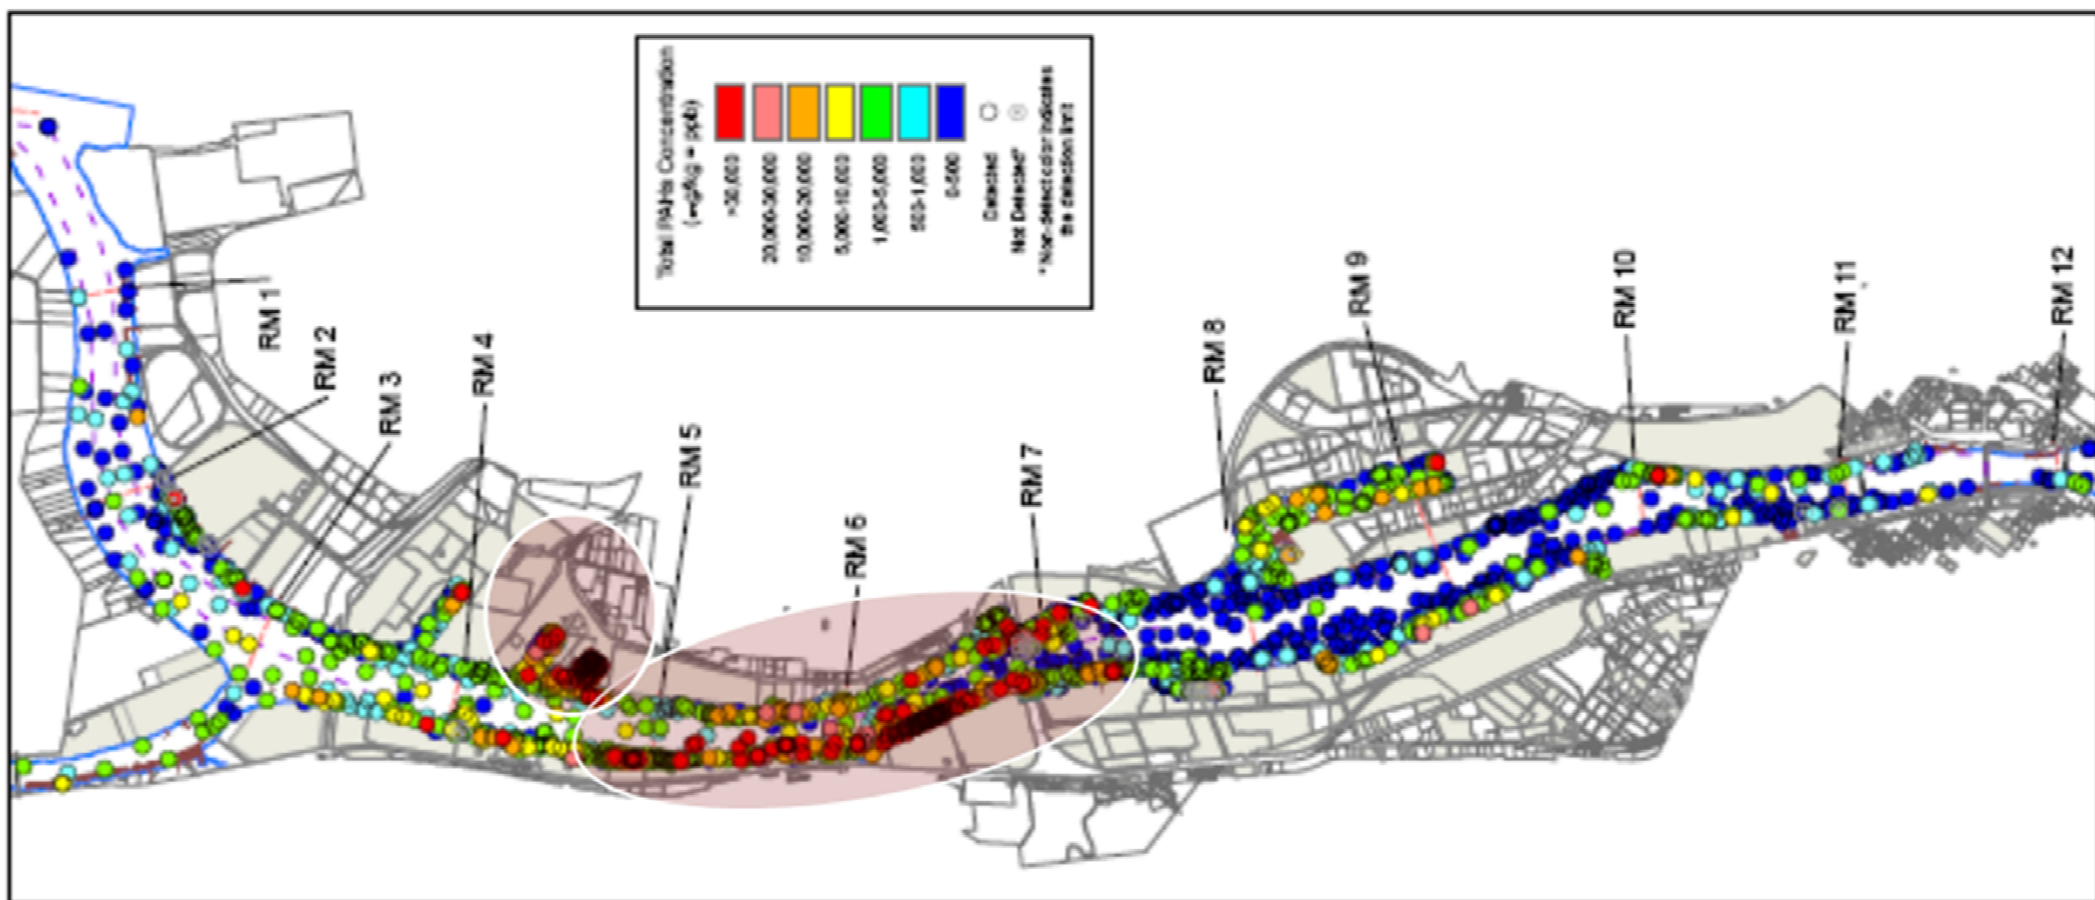 Total PAHs Concentration
>30,000
20,000-30,000
10,000-20,000
5,000-10,000
1,000-5,000
500-1,000
0-500
Detected
Not Detected*
*Non-detect color indicates
the detection limit
RM 1
RM 2
RM 3
RM 4
RM 5
RM 6
RM 7
RM 8
RM 9
RM 10
RM 11
RM 12